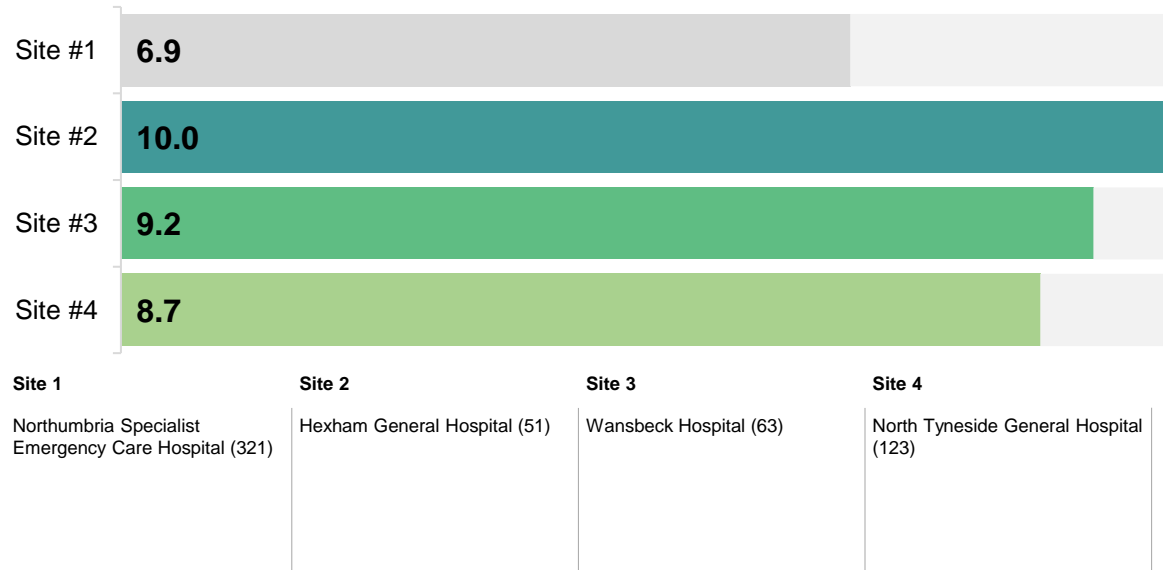 Site #1
6.9
Site #2
10.0
Site #3
9.2
Site #4
8.7
Site 1
Northumbria Specialist
Emergency Care Hospital (321)
Site 2
Hexham General Hospital (51)
Site 3
Wansbeck Hospital (63)
Site 4
North Tyneside General Hospital
(123)